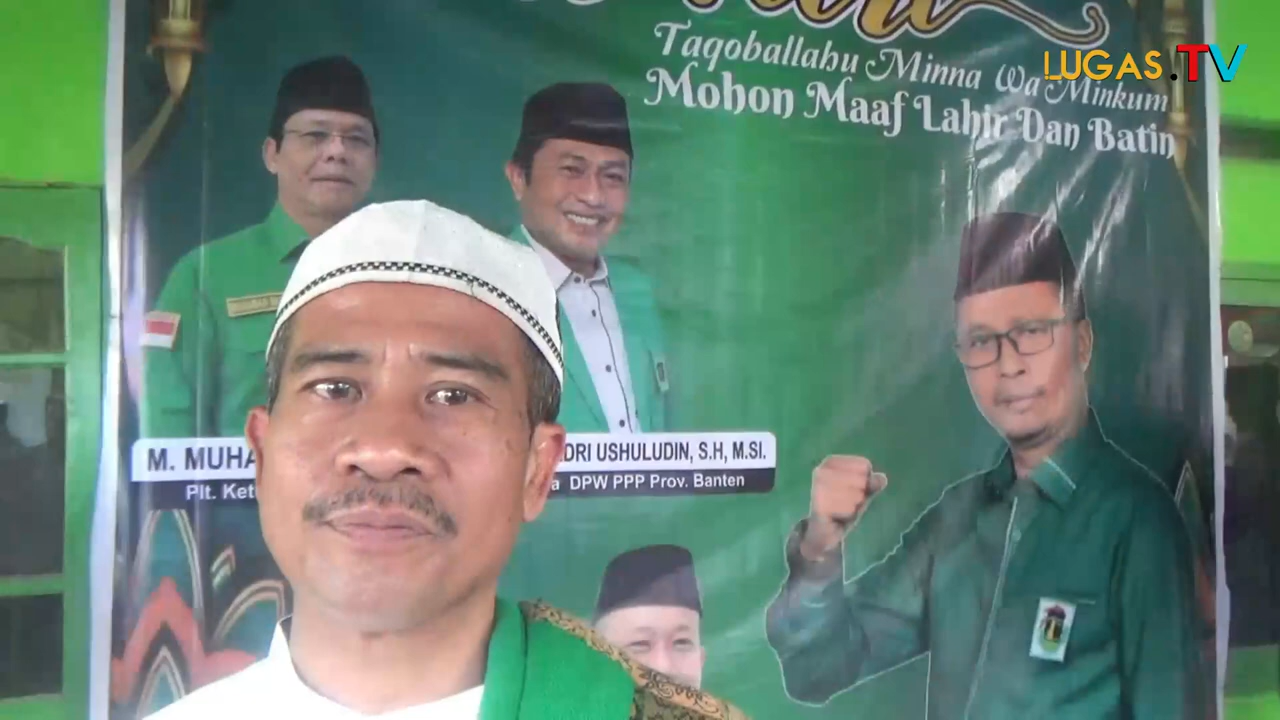 LUGAS.TV
Taqoballahu Minna Wa Minkum
Mohon Maaf Lahir Dan Batin
M. MUHA
DRI USHULUDIN, S.H, M.SI.
Plt. Ket
a DPW PPP Prov. Banten